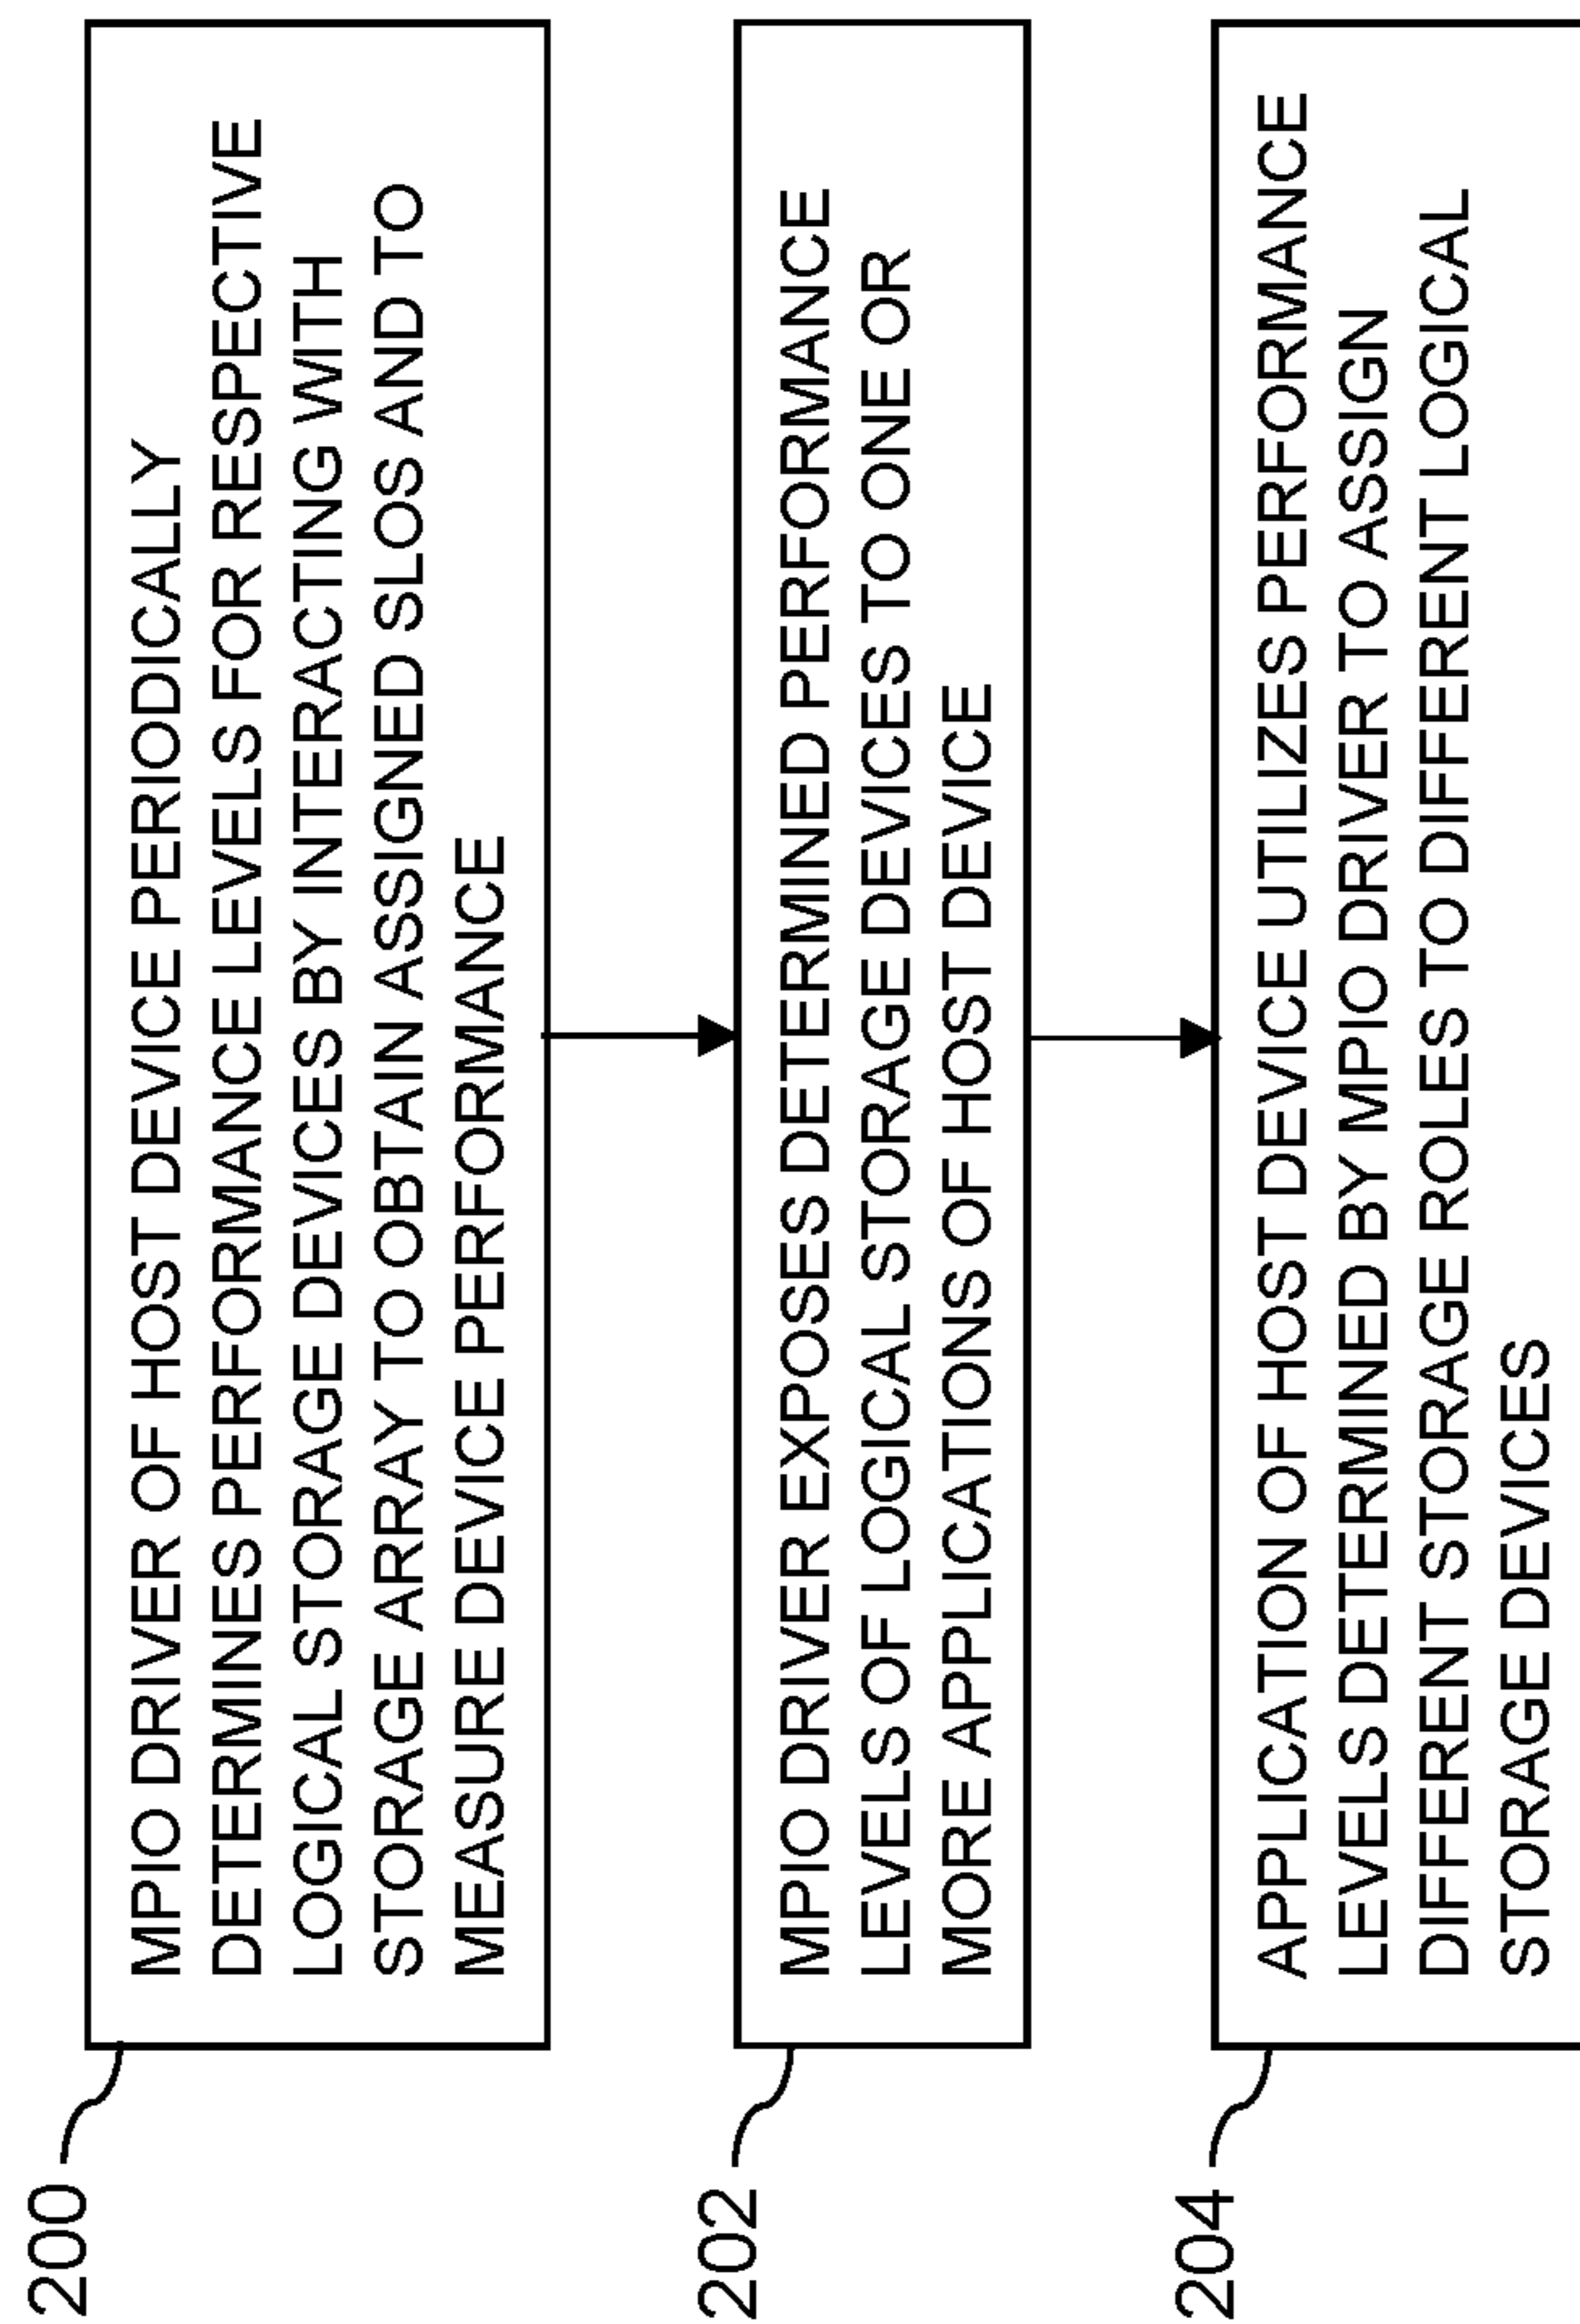 200
MPIO DRIVER OF HOST DEVICE PERIODICALLY
DETERMINES PERFORMANCE LEVELS FOR RESPECTIVE
LOGICAL STORAGE DEVICES BY INTERACTING WITH
STORAGE ARRAY TO OBTAIN ASSIGNED SLOS AND TO
MEASURE DEVICE PERFORMANCE
202
MPIO DRIVER EXPOSES DETERMINED PERFORMANCE
LEVELS OF LOGICAL STORAGE DEVICES TO ONE OR
MORE APPLICATIONS OF HOST DEVICE
204
APPLICATION OF HOST DEVICE UTILIZES PERFORMANCE
LEVELS DETERMINED BY MPIO DRIVER TO ASSIGN
DIFFERENT STORAGE ROLES TO DIFFERENT LOGICAL
STORAGE DEVICES